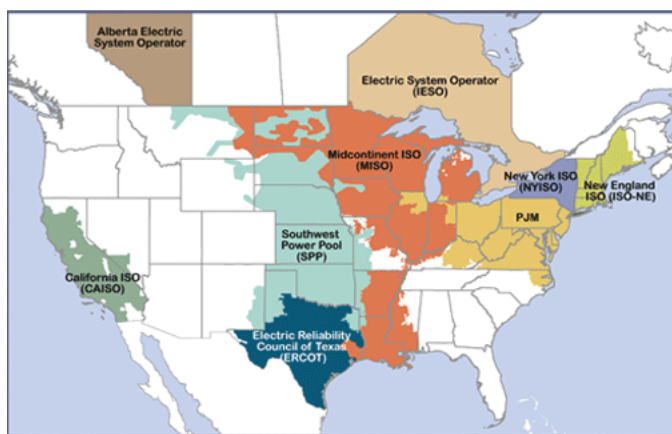 Alberta Electric
System Operator
Electric System Operator
(IESO)
Midcontinent ISO
(MISO)
New York ISO
(NYISO)
New England
ISO (ISO-NE)
PJM
Southwest
Power Pool
(SPP)
California ISO
(CAISO)
Electric Reliability
Council of Texas
(ERCOT)